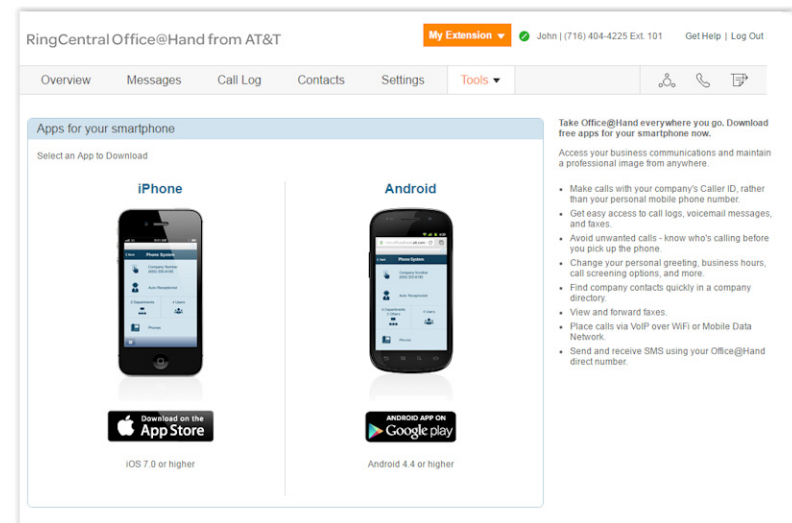 RingCentral Office@Hand from AT&T
My Extension
John | (716) 404-4225 Ext. 101
Get Help | Log Out
Overview Messages Call Log Contacts Settings Tools
Apps for your smartphone
Select an App to Download
iPhone
Android
Phone System
Company Number
Auto-Receptionist
Phones
Phone System
Company Number
Auto-Receptionist
Phones
Download on the
App Store
iOS 7.0 or higher
ANDROID APP ON
Google play
Android 4.4 or higher
Take Office@Hand everywhere you go. Download
free apps for your smartphone now.
Access your business communications and maintain
a professional image from anywhere.
• Make calls with your company's Caller ID, rather
than your personal mobile phone number.
• Get easy access to call logs, voicemail messages,
and faxes.
• Avoid unwanted calls - know who's calling before
you pick up the phone.
• Change your personal greeting, business hours,
call screening options, and more.
• Find company contacts quickly in a company
directory.
• View and forward faxes.
• Place calls via VoIP over WiFi or Mobile Data
Network.
• Send and receive SMS using your Office@Hand
direct number.